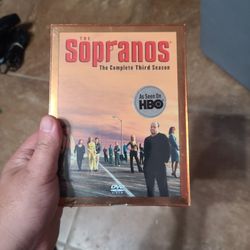 THE
SOPRANOS
The Complete Third Season
As Seen On
HBO
DVD